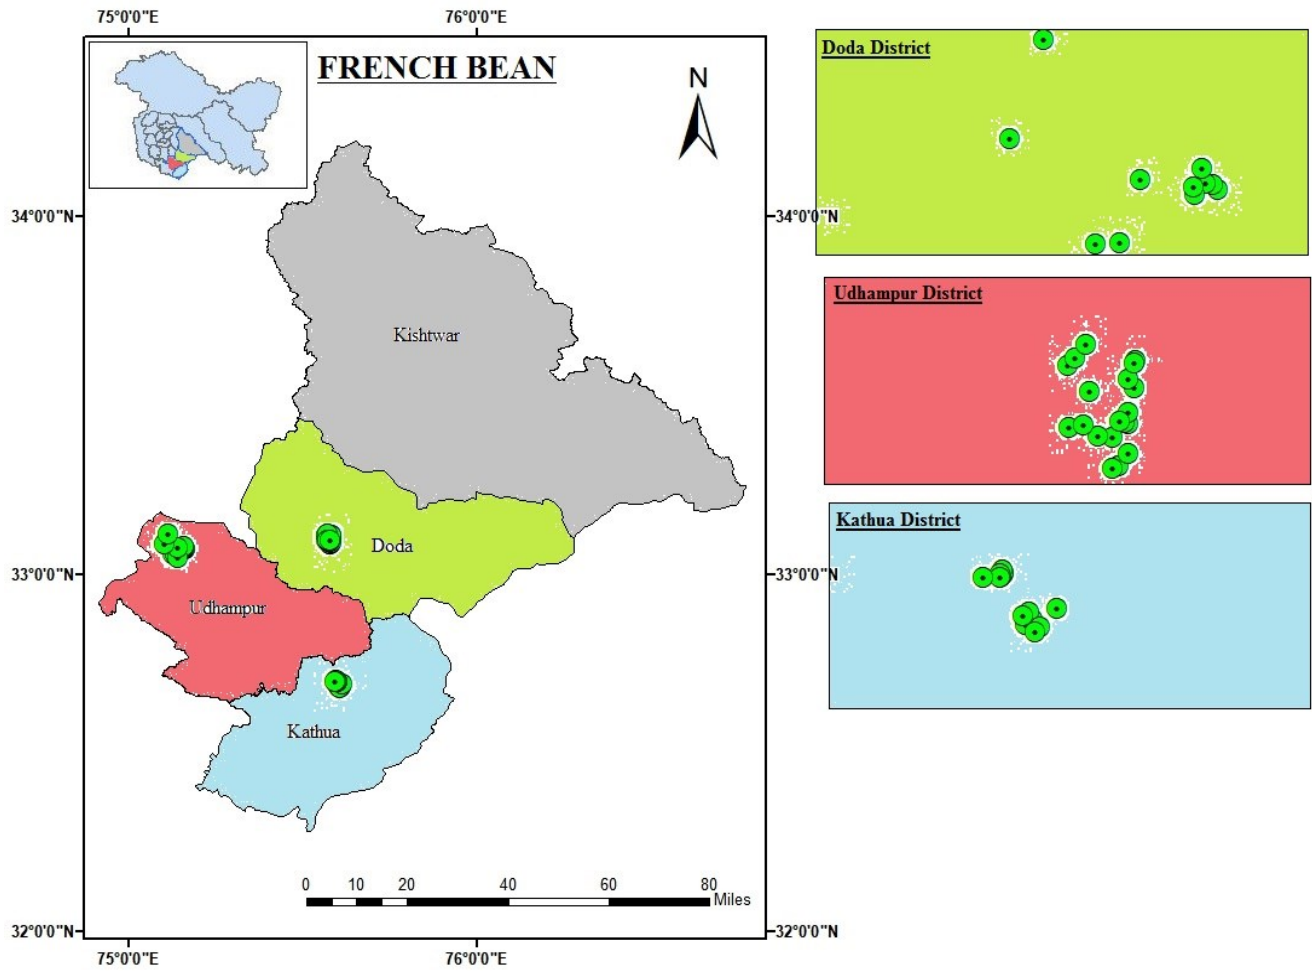 75°0'0"E 76°0'0"E
FRENCH BEAN
N
34°0'0"N
34°0'0"N
Kishtwar
Doda
33°0'0"N
33°0'0"N
Udhampur
Kathua
0 10 20 40 60 80
Miles
32°0'0"N
32°0'0"N
75°0'0"E 76°0'0"E
Doda District
Udhampur District
Kathua District